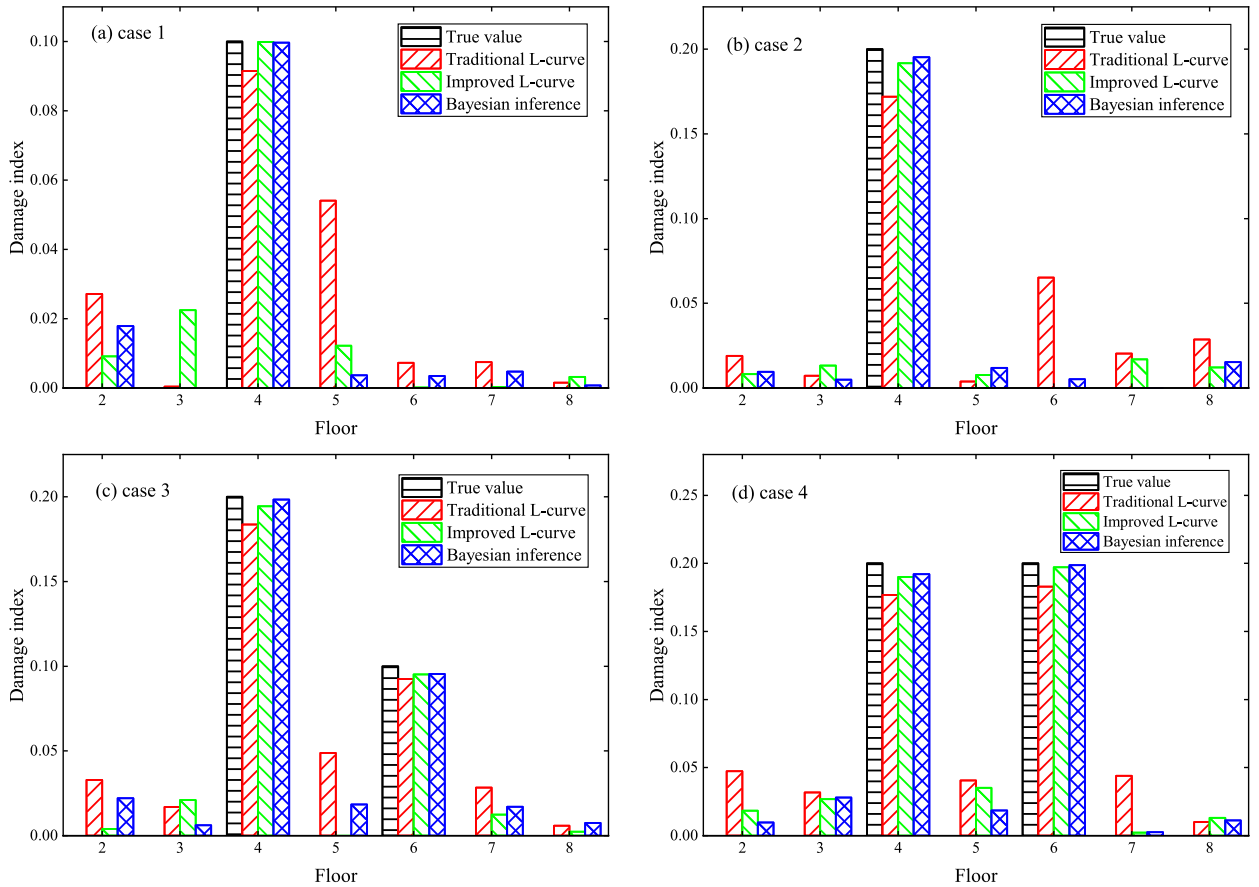 (a) case 1
True value
Traditional L-curve
Improved L-curve
Bayesian inference
Damage index
0.10
0.08
0.06
0.04
0.02
0.00
2 3 4 5 6 7 8
Floor
(b) case 2
True value
Traditional L-curve
Improved L-curve
Bayesian inference
Damage index
0.20
0.15
0.10
0.05
0.00
2 3 4 5 6 7 8
Floor
(c) case 3
True value
Traditional L-curve
Improved L-curve
Bayesian inference
Damage index
0.20
0.15
0.10
0.05
0.00
2 3 4 5 6 7 8
Floor
(d) case 4
True value
Traditional L-curve
Improved L-curve
Bayesian inference
Damage index
0.25
0.20
0.15
0.10
0.05
0.00
2 3 4 5 6 7 8
Floor